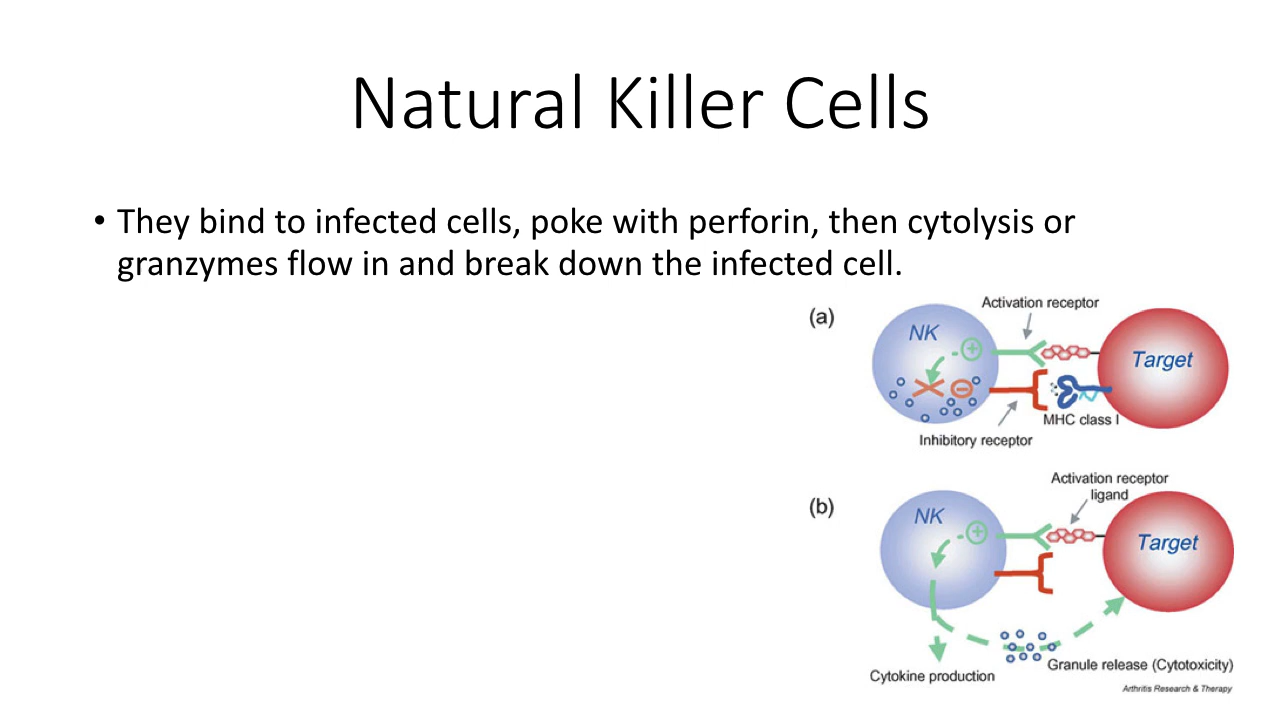 Natural Killer Cells
• They bind to infected cells, poke with perforin, then cytolysis or
granzymes flow in and break down the infected cell.
(a)
Activation receptor
NK
+
Target
−
MHC class I
Inhibitory receptor
(b)
Activation receptor
ligand
NK
+
Target
Cytokine production
Granule release (Cytotoxicity)
Arthritis Research & Therapy